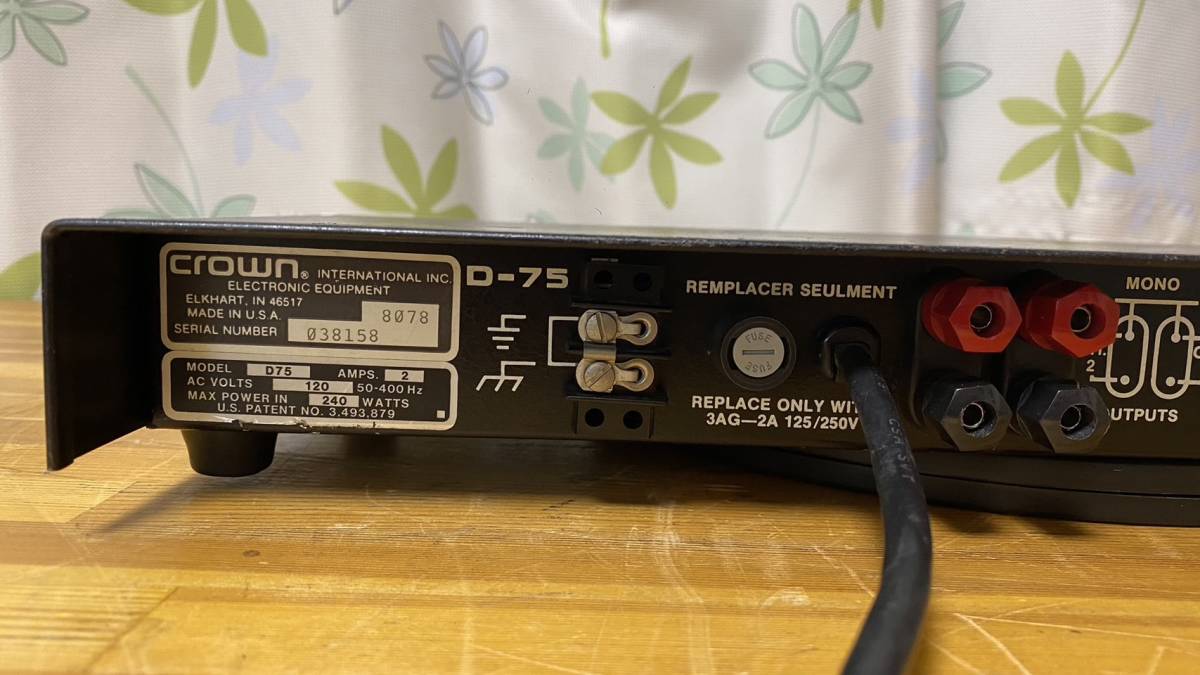 crown® INTERNATIONAL INC.
ELECTRONIC EQUIPMENT
ELKHART, IN 46517
MADE IN U.S.A.
8078
SERIAL NUMBER 038158
MODEL D75 AMPS. 2
AC VOLTS 120 50-400 Hz
MAX POWER IN 240 WATTS
U.S. PATENT NO. 3,493,879
D-75
REMPLACER SEULMENT
FUSE
FUSE
REPLACE ONLY WIT
3AG—2A 125/250V
MONO
2
OUTPUTS